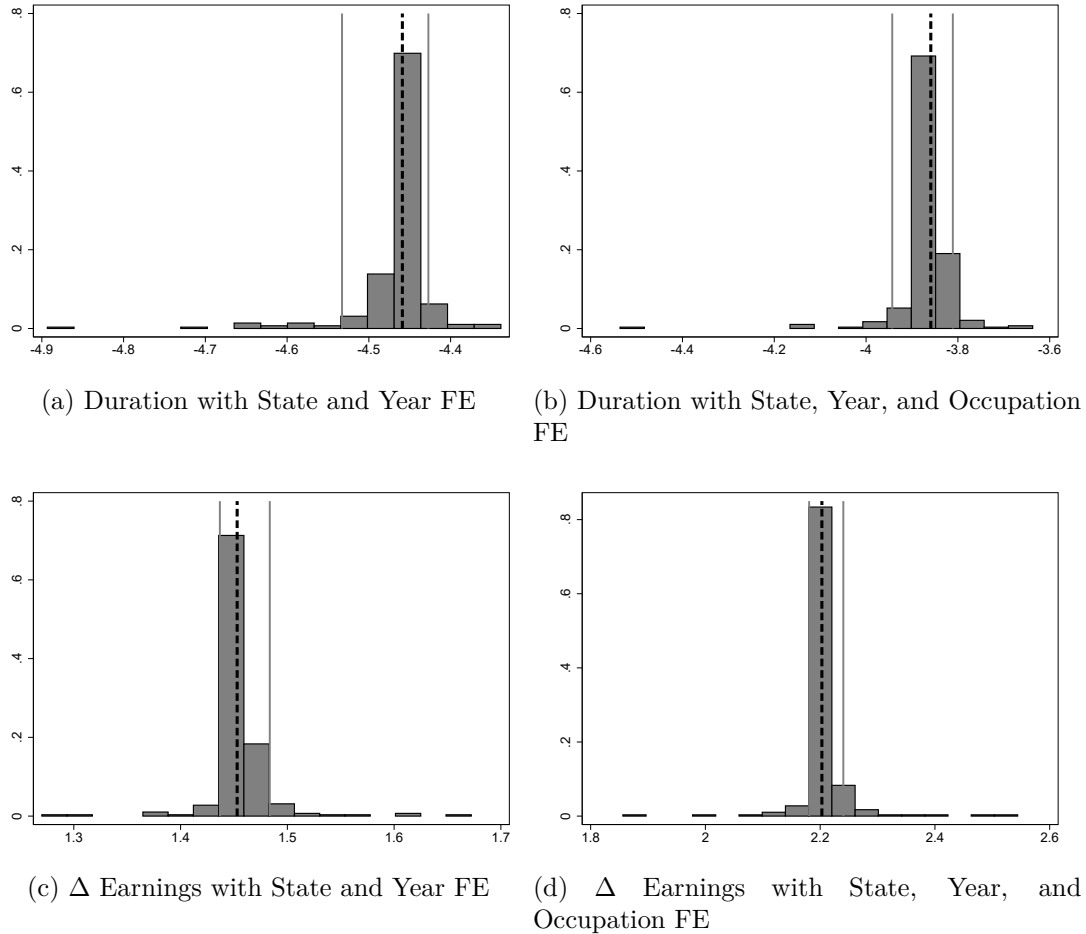 .8
.6
.4
.2
0
-4.9 -4.8 -4.7 -4.6 -4.5 -4.4
(a) Duration with State and Year FE
.8
.6
.4
.2
0
-4.6 -4.4 -4.2 -4 -3.8 -3.6
(b) Duration with State, Year, and Occupation
FE
.8
.6
.4
.2
0
1.3 1.4 1.5 1.6 1.7
(c) Δ Earnings with State and Year FE
.8
.6
.4
.2
0
1.8 2 2.2 2.4 2.6
(d) Δ Earnings with State, Year, and
Occupation FE